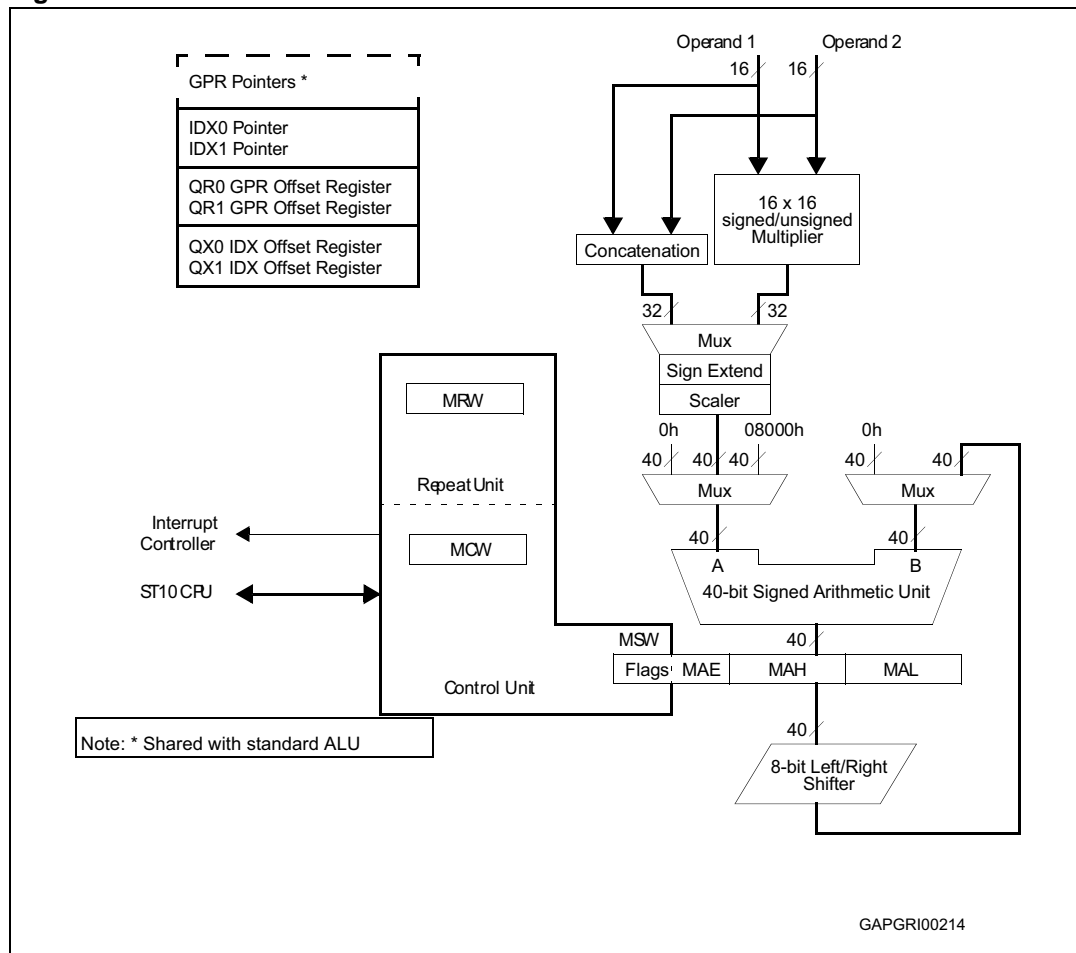 Operand 1
Operand 2
16
16
GPR Pointers *
IDX0 Pointer
IDX1 Pointer
QR0 GPR Offset Register
QR1 GPR Offset Register
QX0 IDX Offset Register
QX1 IDX Offset Register
16 x 16
signed/unsigned
Multiplier
Concatenation
32
32
Mux
Sign Extend
Scaler
MRW
0h
08000h
0h
40
40
40
40
40
Mux
Mux
Repeat Unit
Interrupt
Controller
MCW
40
40
A
B
40-bit Signed Arithmetic Unit
ST10 CPU
MSW
40
Flags
MAE
MAH
MAL
Control Unit
40
Note: * Shared with standard ALU
8-bit Left/Right
Shifter
GAPGRI00214